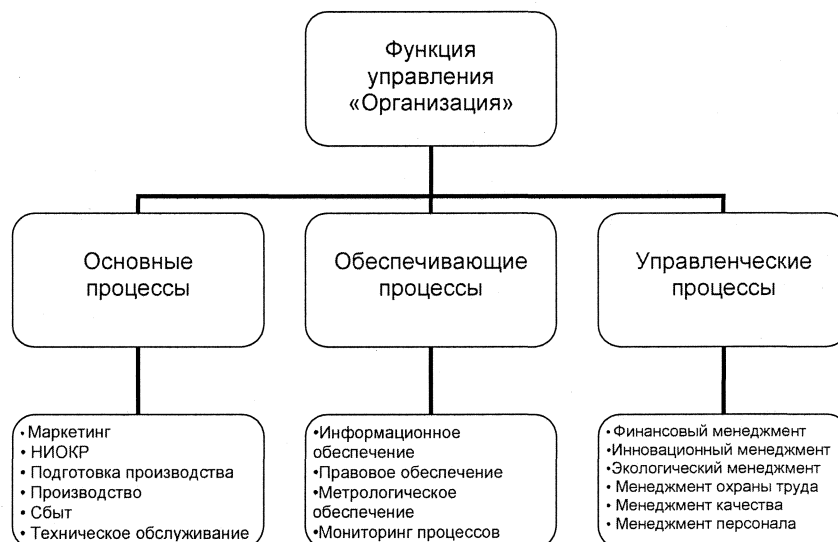 Функция
управления
«Организация»
Основные
процессы
Обеспечивающие
процессы
Управленческие
процессы
• Маркетинг
• НИОКР
• Подготовка производства
• Производство
• Сбыт
• Техническое обслуживание
•Информационное
обеспечение
•Правовое обеспечение
•Метрологическое
обеспечение
•Мониторинг процессов
• Финансовый менеджмент
•Инновационный менеджмент
•Экологический менеджмент
• Менеджмент охраны труда
• Менеджмент качества
• Менеджмент персонала